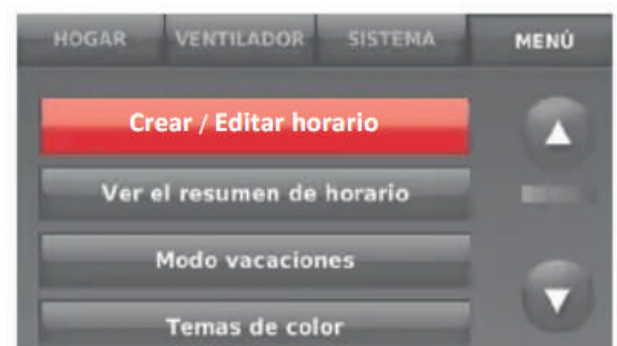 HOGAR VENTILADOR SISTEMA MENÚ
Crear / Editar horario
Ver el resumen de horario
Modo vacaciones
Temas de color